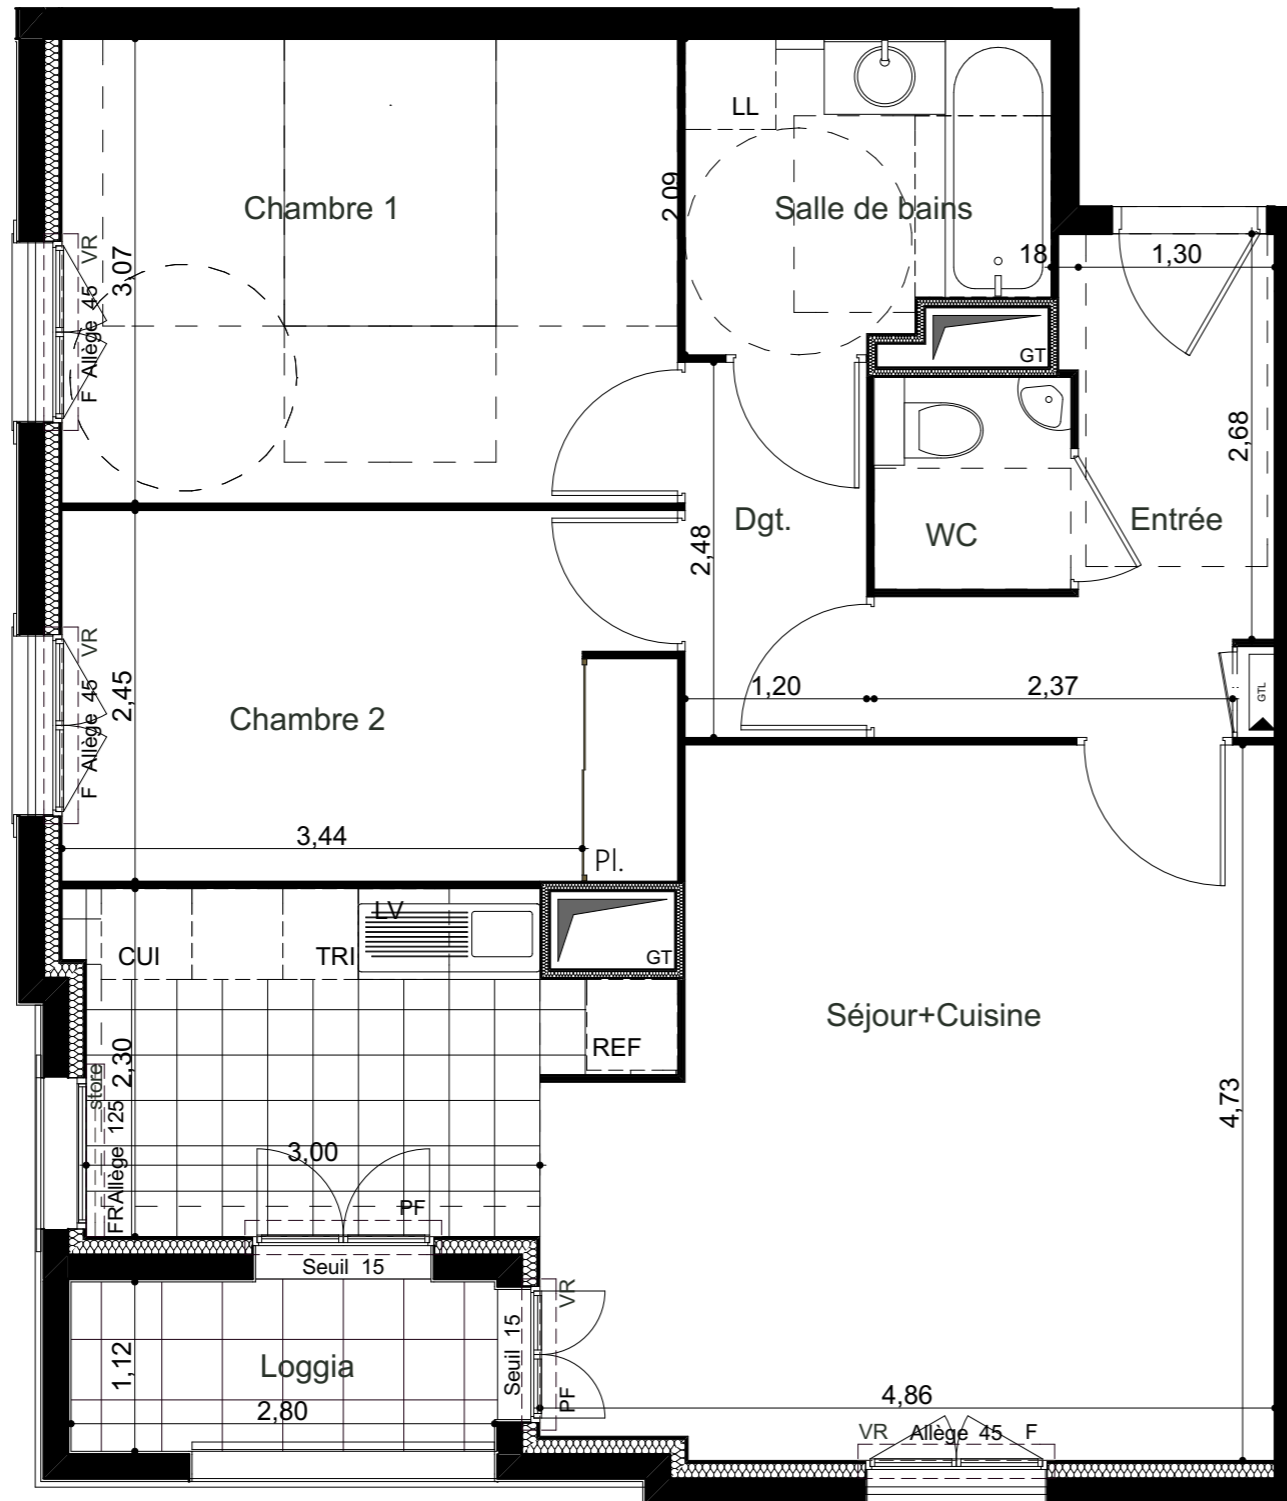 LL
Chambre 1
2,09
Salle de bains
VR
Allège 45
F
3,07
18
1,30
GT
2,68
Dgt.
WC
Entrée
2,48
VR
Allège 45
F
2,45
Chambre 2
1,20
2,37
GTL
3,44
Pl.
LV
CUI
TRI
GT
REF
Séjour+Cuisine
2,30
store
Allège 125
FR
3,00
PF
4,73
Seuil 15
VR
Seuil 15
PF
1,12
Loggia
2,80
4,86
VR Allège 45 F